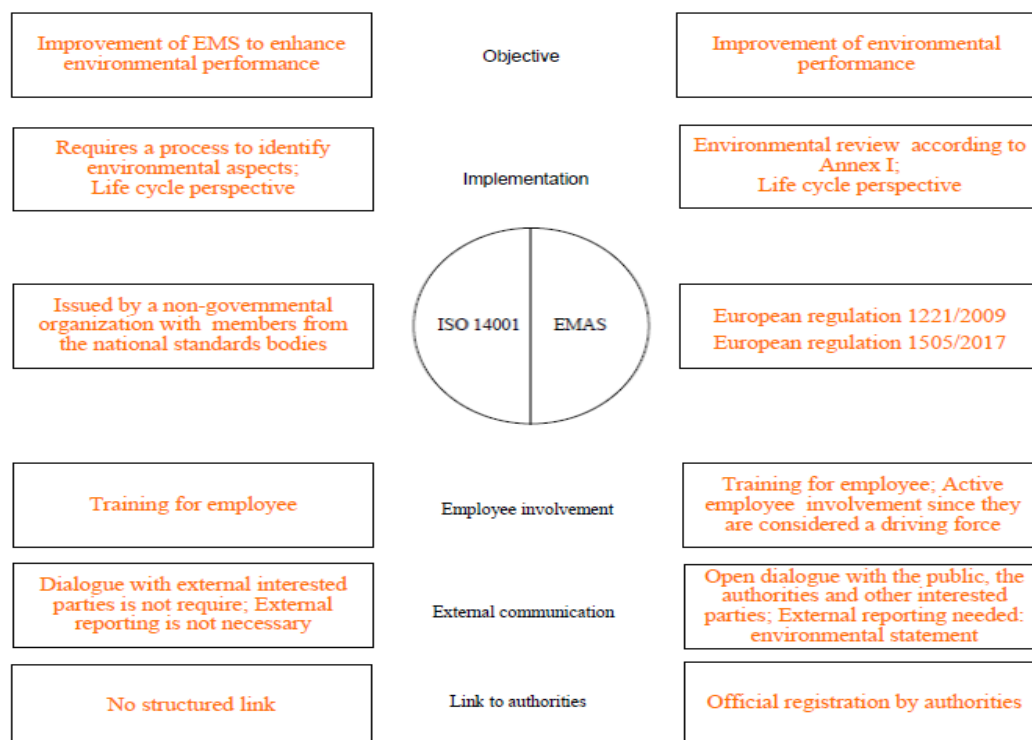 Improvement of EMS to enhance
environmental performance
Objective
Improvement of environmental
performance
Requires a process to identify
environmental aspects;
Life cycle perspective
Implementation
Environmental review according to
Annex I;
Life cycle perspective
Issued by a non-governmental
organization with members from
the national standards bodies
ISO 14001
EMAS
European regulation 1221/2009
European regulation 1505/2017
Training for employee
Employee involvement
Training for employee; Active
employee involvement since they
are considered a driving force
Dialogue with external interested
parties is not require; External
reporting is not necessary
External communication
Open dialogue with the public, the
authorities and other interested
parties; External reporting needed:
environmental statement
No structured link
Link to authorities
Official registration by authorities